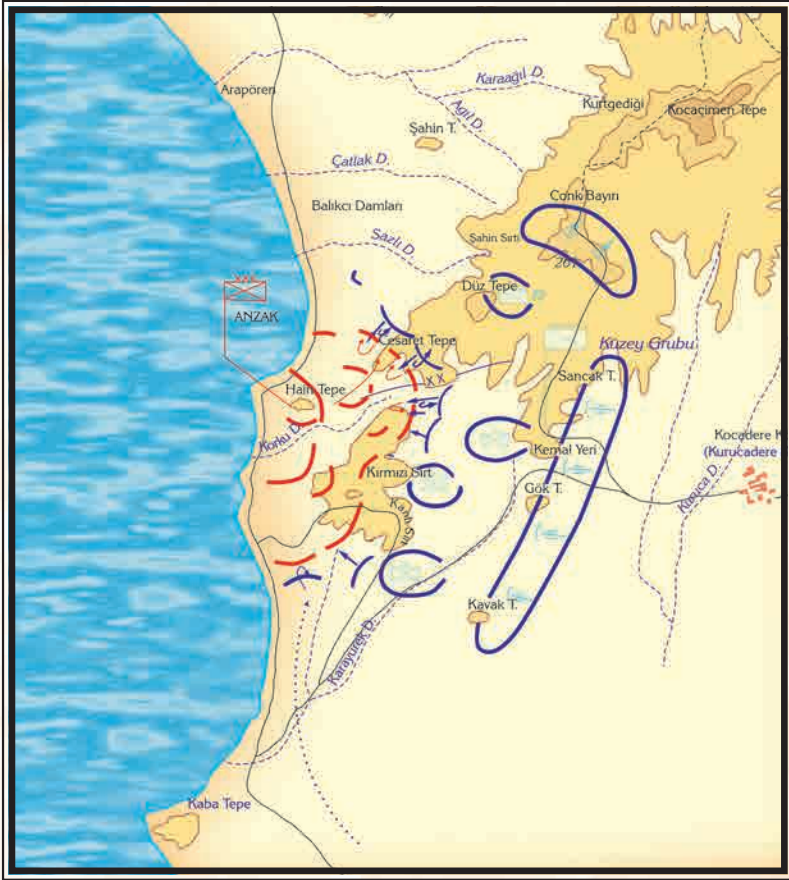 Arapören
Karaağıl D.
Kurtgediği
Kocaçimen Tepe
Ağıl D.
Şahin T.
Çatlak D.
Conk Bayırı
Balıkcı Damları
Şahin Sırtı
Sazlı D.
261
Düz Tepe
XXX
ANZAK
Cesaret Tepe
Kuzey Grubu
Sancak T.
XX
Hain Tepe
Korku D.
Kocadere K
(Kurucadere
Kemal Yeri
Kırmızı Sırt
Kuruca D.
Gök T.
Kanlı Sırt
Kavak T.
Karayürek D.
Kaba Tepe